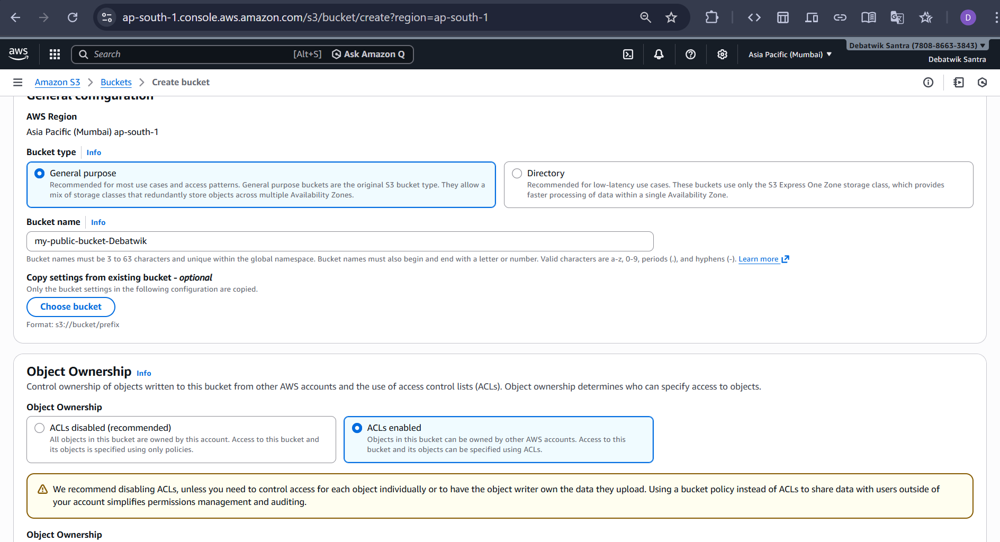 ap-south-1.console.aws.amazon.com/s3/bucket/create?region=ap-south-1
D
aws
Search
[Alt+S]
Ask Amazon Q
Asia Pacific (Mumbai)
Debatwik Santra (7808-8663-3843)
Debatwik Santra
Amazon S3
Buckets
Create bucket
General configuration
AWS Region
Asia Pacific (Mumbai) ap-south-1
Bucket type
Info
General purpose
Recommended for most use cases and access patterns. General purpose buckets are the original S3 bucket type. They allow a
mix of storage classes that redundantly store objects across multiple Availability Zones.
Directory
Recommended for low-latency use cases. These buckets use only the S3 Express One Zone storage class, which provides
faster processing of data within a single Availability Zone.
Bucket name
Info
my-public-bucket-Debatwik
Bucket names must be 3 to 63 characters and unique within the global namespace. Bucket names must also begin and end with a letter or number. Valid characters are a-z, 0-9, periods (.), and hyphens (-). Learn more
Copy settings from existing bucket - optional
Only the bucket settings in the following configuration are copied.
Choose bucket
Format: s3://bucket/prefix
Object Ownership
Info
Control ownership of objects written to this bucket from other AWS accounts and the use of access control lists (ACLs). Object ownership determines who can specify access to objects.
Object Ownership
ACLs disabled (recommended)
All objects in this bucket are owned by this account. Access to this bucket and
its objects is specified using only policies.
ACLs enabled
Objects in this bucket can be owned by other AWS accounts. Access to this
bucket and its objects can be specified using ACLs.
We recommend disabling ACLs, unless you need to control access for each object individually or to have the object writer own the data they upload. Using a bucket policy instead of ACLs to share data with users outside of
your account simplifies permissions management and auditing.
Object Ownership